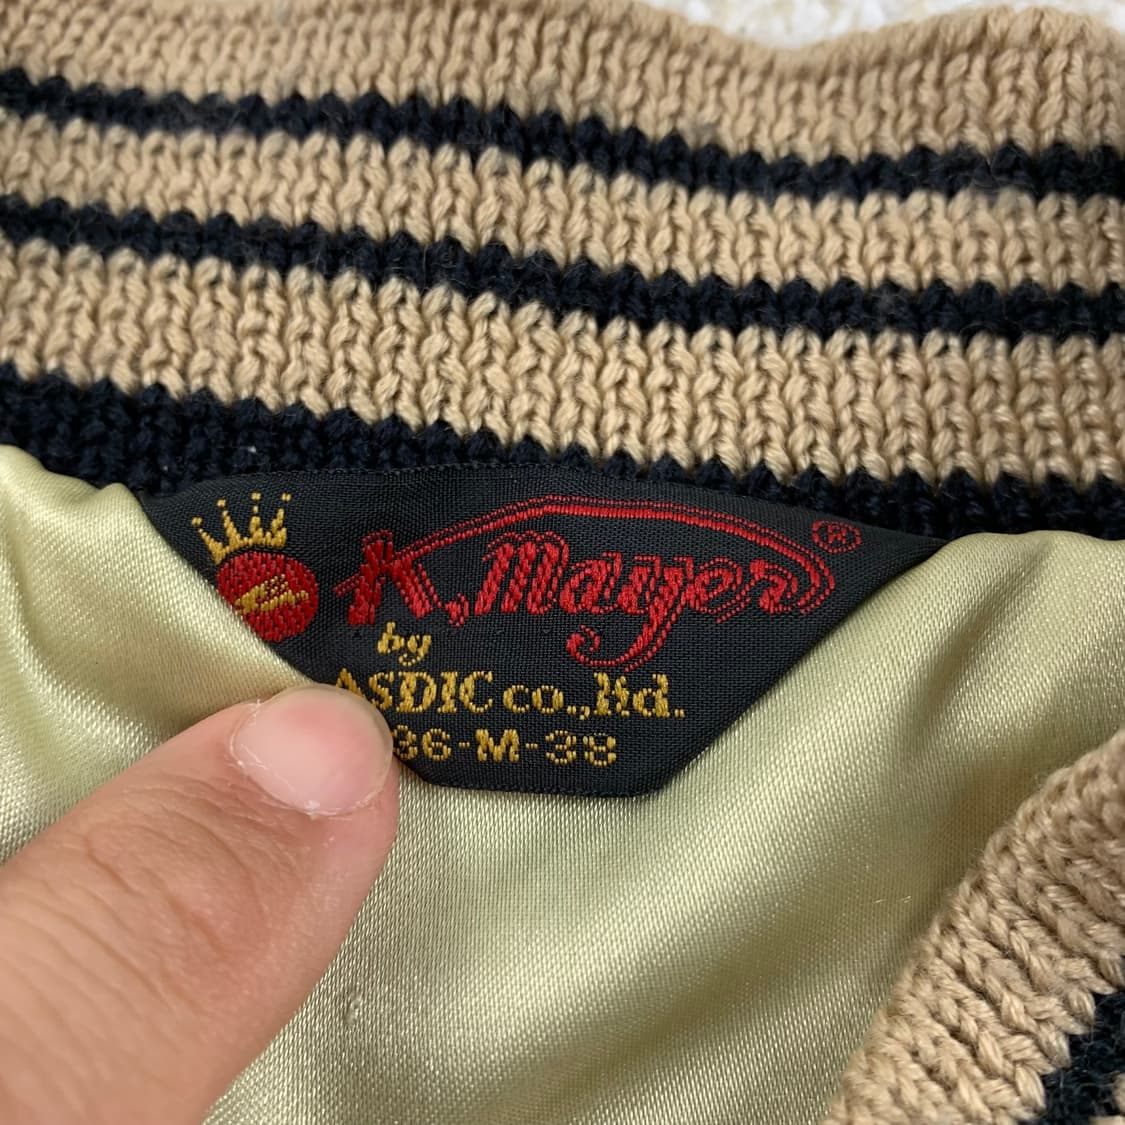 K, Mayer ®
by
ASDIC co., ltd.
36-M-38